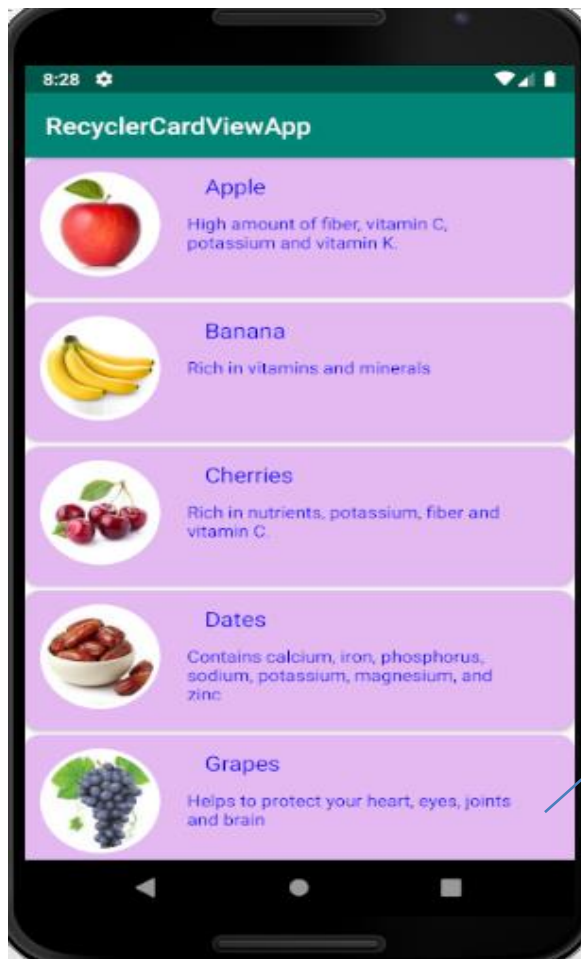 8:28
RecyclerCardViewApp
Apple
High amount of fiber, vitamin C,
potassium and vitamin K.
Banana
Rich in vitamins and minerals
Cherries
Rich in nutrients, potassium, fiber and
vitamin C.
Dates
Contains calcium, iron, phosphorus,
sodium, potassium, magnesium, and
zinc
Grapes
Helps to protect your heart, eyes, joints
and brain